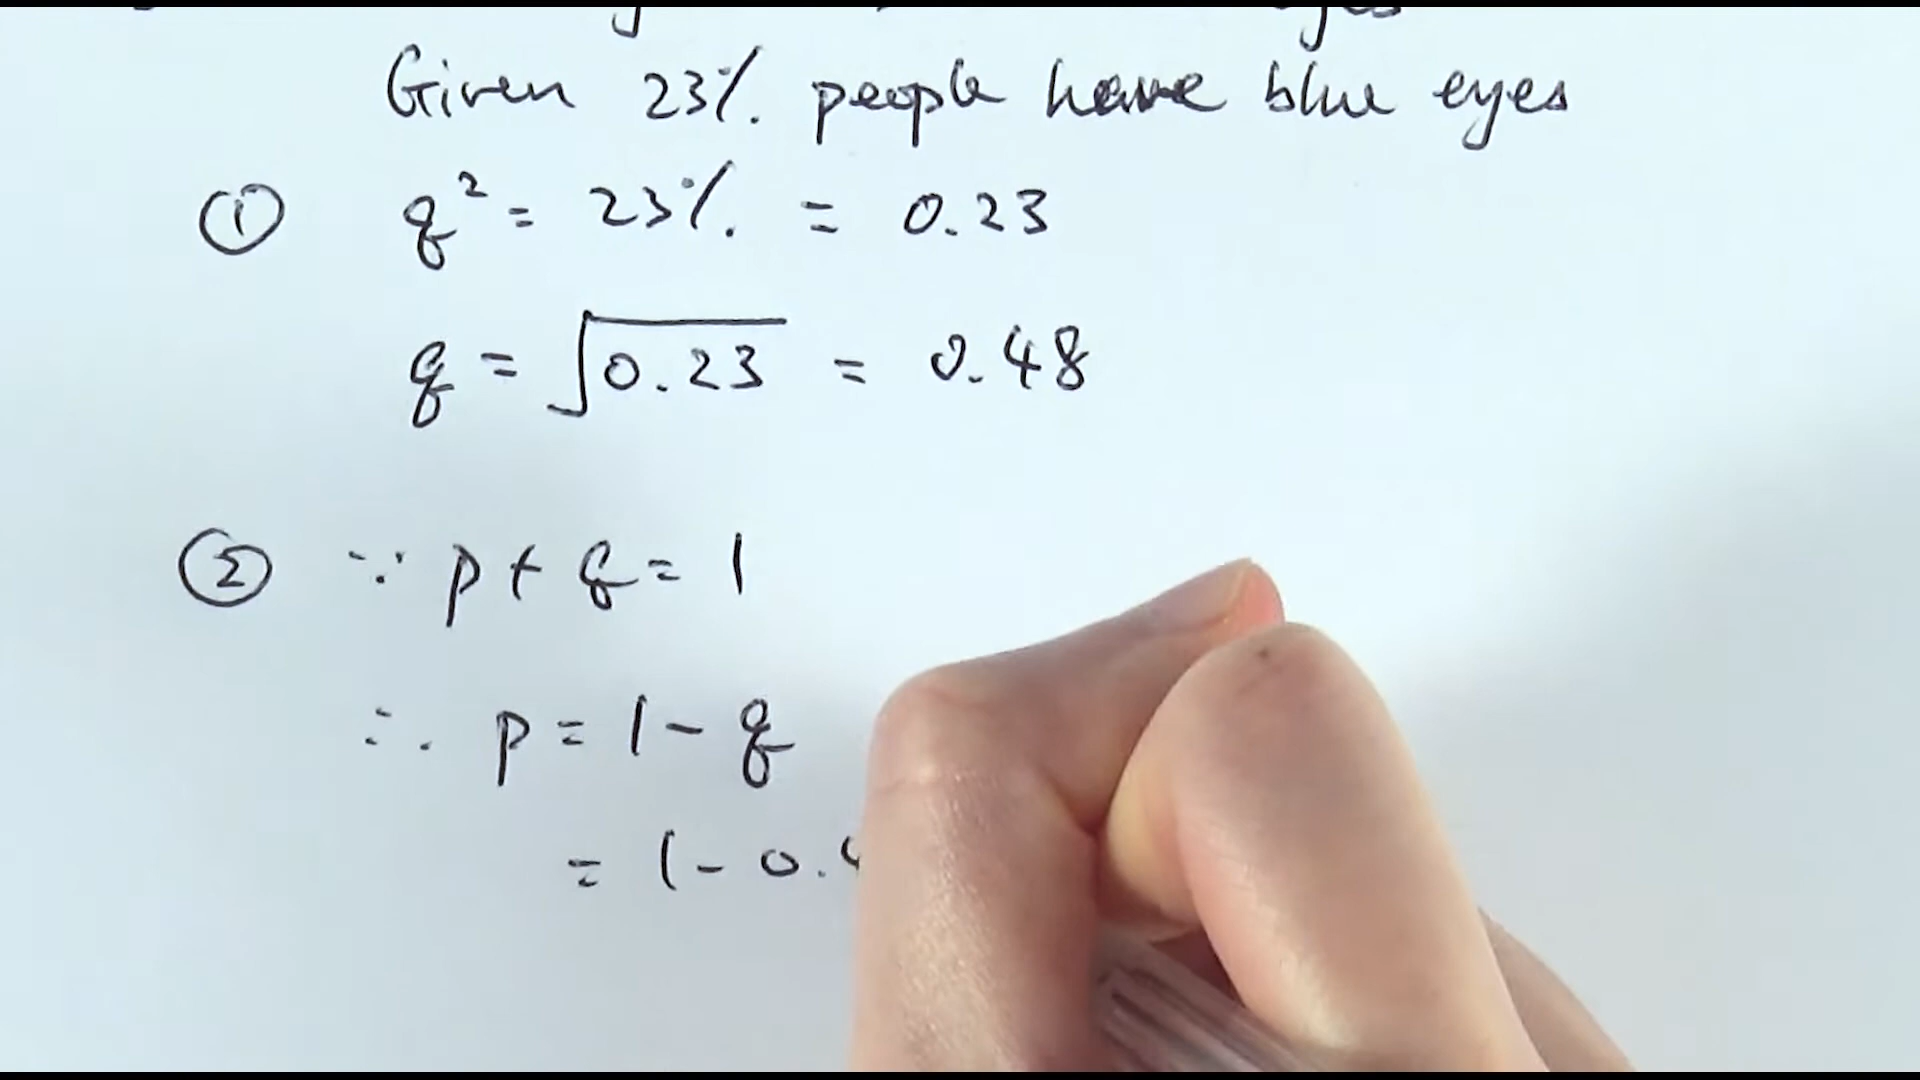 Given 23% people have blue eyes
① q² = 23% = 0.23
q = √0.23 = 0.48
② ∵ p + q = 1
∴ p = 1 - q
= 1 - 0.4